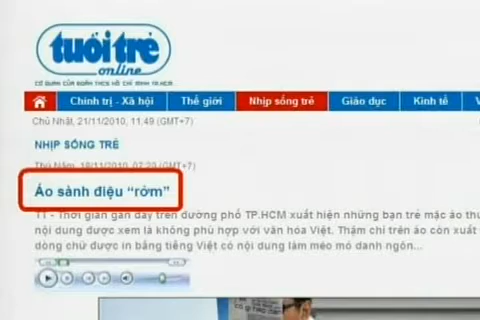 tuổi trẻ
online
CƠ QUAN CỦA ĐOÀN TNCS HỒ CHÍ MINH TP.HCM
Chính trị - Xã hội Thế giới Nhịp sống trẻ Giáo dục Kinh tế V
Chủ Nhật, 21/11/2010, 11:49 (GMT+7)
NHỊP SỐNG TRẺ
Thứ Năm, 18/11/2010, 07:20 (GMT+7)
Áo sành điệu “rởm”
TT - Thời gian gần đây trên đường phố TP.HCM xuất hiện những bạn trẻ mặc áo thu
nội dung được xem là không phù hợp với văn hóa Việt. Thậm chí trên áo còn xuất
dòng chữ được in bằng tiếng Việt có nội dung làm méo mó danh ngôn...